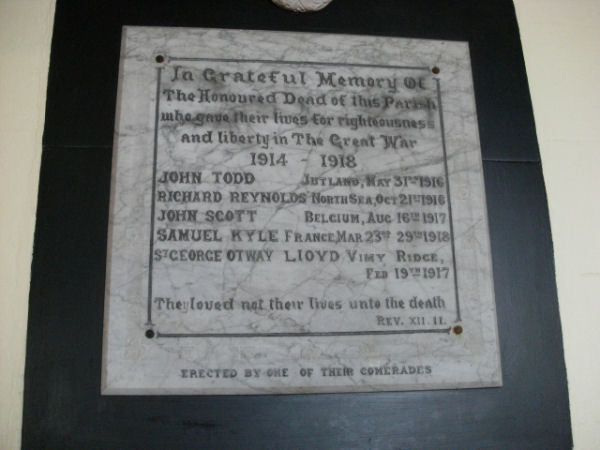 In Grateful Memory Of
The Honoured Dead of this Parish
who gave their lives for righteousness
and liberty in The Great War
1914 - 1918
JOHN TODD JUTLAND, MAY 31ST 1916
RICHARD REYNOLDS NORTH SEA, OCT 21ST 1916
JOHN SCOTT BELGIUM, AUG 16TH 1917
SAMUEL KYLE FRANCE, MAR 23RD 29TH 1918
ST GEORGE OTWAY LLOYD VIMY RIDGE,
FEB 19TH 1917
They loved not their lives unto the death
REV. XII. 11.
ERECTED BY ONE OF THEIR COMERADES